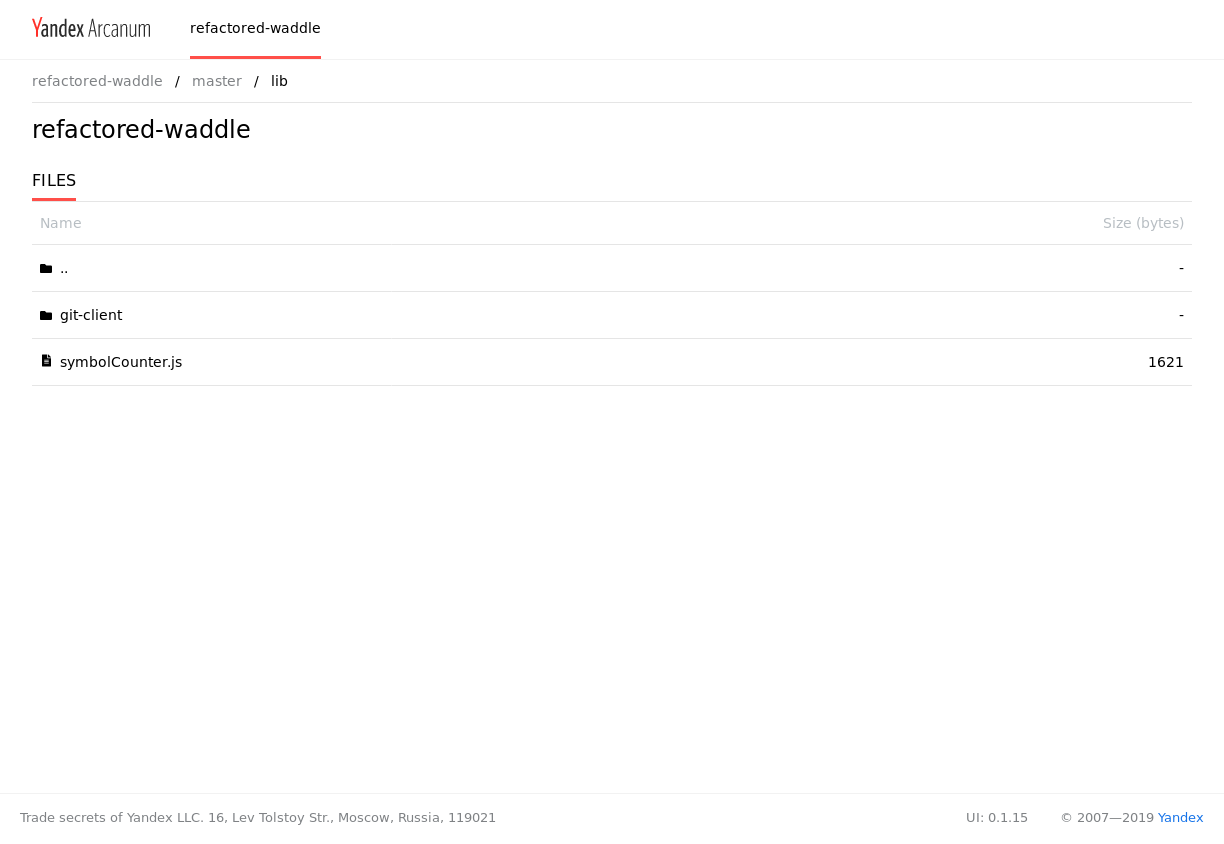 Yandex Arcanum refactored-waddle
refactored-waddle / master / lib
refactored-waddle
FILES
Name Size (bytes)
.. -
git-client -
symbolCounter.js 1621
Trade secrets of Yandex LLC. 16, Lev Tolstoy Str., Moscow, Russia, 119021 UI: 0.1.15 © 2007—2019 Yandex